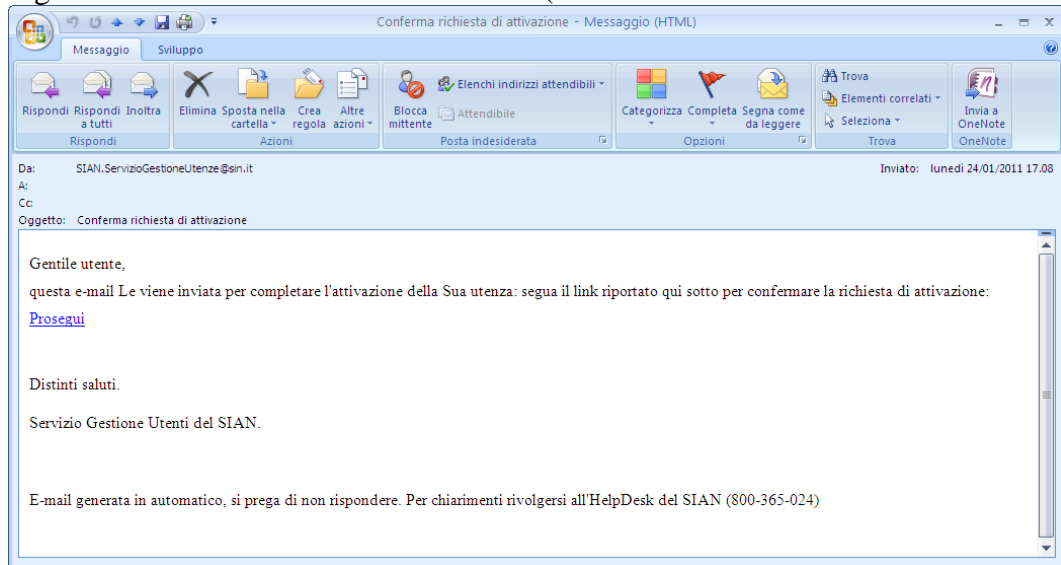 Conferma richiesta di attivazione - Messaggio (HTML)
Messaggio Sviluppo
Rispondi Rispondi a tutti Inoltra
Rispondi
Elimina Sposta nella cartella Crea regola Altre azioni
Azioni
Blocca mittente Elenchi indirizzi attendibili
Attendibile
Posta indesiderata
Categorizza Completa Segna come da leggere
Opzioni
Trova
Elementi correlati
Seleziona
Trova
Invia a OneNote
OneNote
Da: SIAN.ServizioGestioneUtenze@sin.it Inviato: lunedì 24/01/2011 17.08
A:
Cc:
Oggetto: Conferma richiesta di attivazione
Gentile utente,
questa e-mail Le viene inviata per completare l'attivazione della Sua utenza: segua il link riportato qui sotto per confermare la richiesta di attivazione:
Prosegui
Distinti saluti.
Servizio Gestione Utenti del SIAN.
E-mail generata in automatico, si prega di non rispondere. Per chiarimenti rivolgersi all'HelpDesk del SIAN (800-365-024)